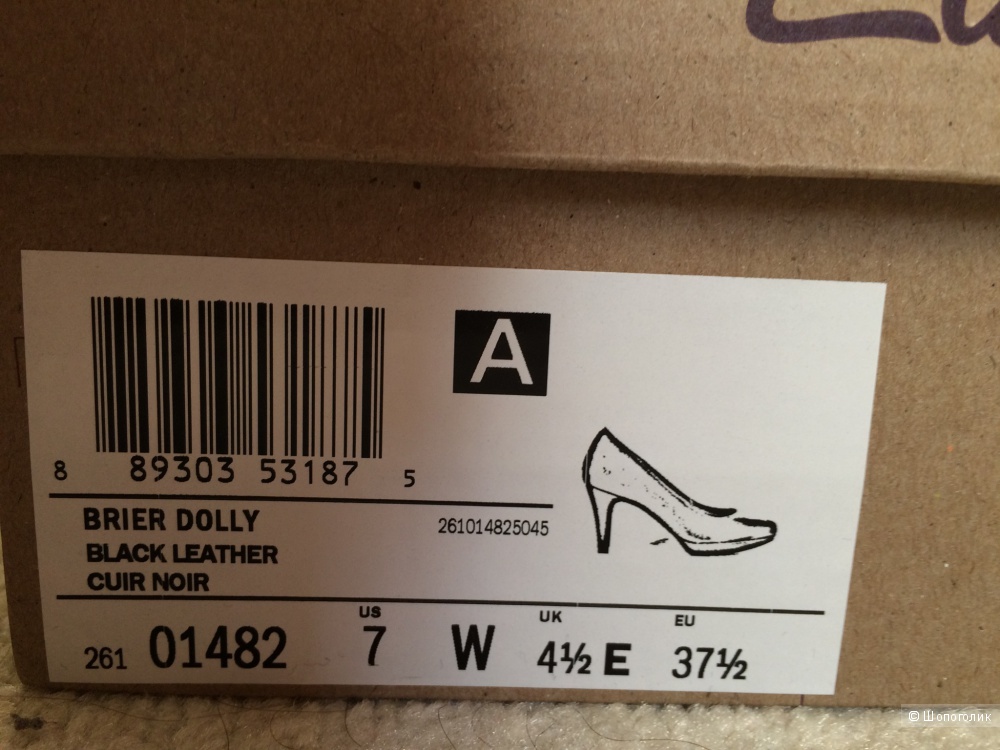 A
8 89303 53187 5
BRIER DOLLY
261014825045
BLACK LEATHER
CUIR NOIR
US UK EU
261 01482 7 W 4½ E 37½
© Шопоголик